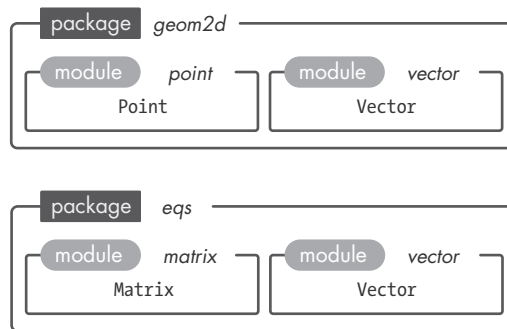 package geom2d
module point module vector
Point Vector
package eqs
module matrix module vector
Matrix Vector